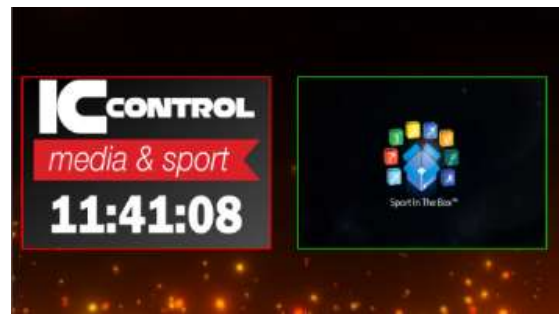 IC CONTROL
media & sport
11:41:08
Sport In The Box™